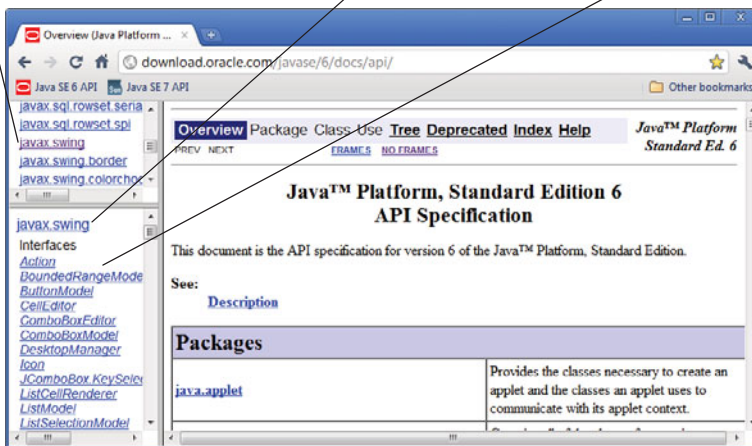 Overview (Java Platform ...
download.oracle.com/javase/6/docs/api/
Java SE 6 API Java SE 7 API Other bookmarks
javax.sql.rowset.seria
javax.sql.rowset.spi
javax.swing
javax.swing.border
javax.swing.colorchoo
javax.swing
Interfaces
Action
BoundedRangeMode
ButtonModel
CellEditor
ComboBoxEditor
ComboBoxModel
DesktopManager
Icon
JComboBox.KeySelec
ListCellRenderer
ListModel
ListSelectionModel
Overview Package Class Use Tree Deprecated Index Help
PREV NEXT FRAMES NO FRAMES
Java™ Platform
Standard Ed. 6
Java™ Platform, Standard Edition 6
API Specification
This document is the API specification for version 6 of the Java™ Platform, Standard Edition.
See:
Description
Packages
java.applet
Provides the classes necessary to create an
applet and the classes an applet uses to
communicate with its applet context.